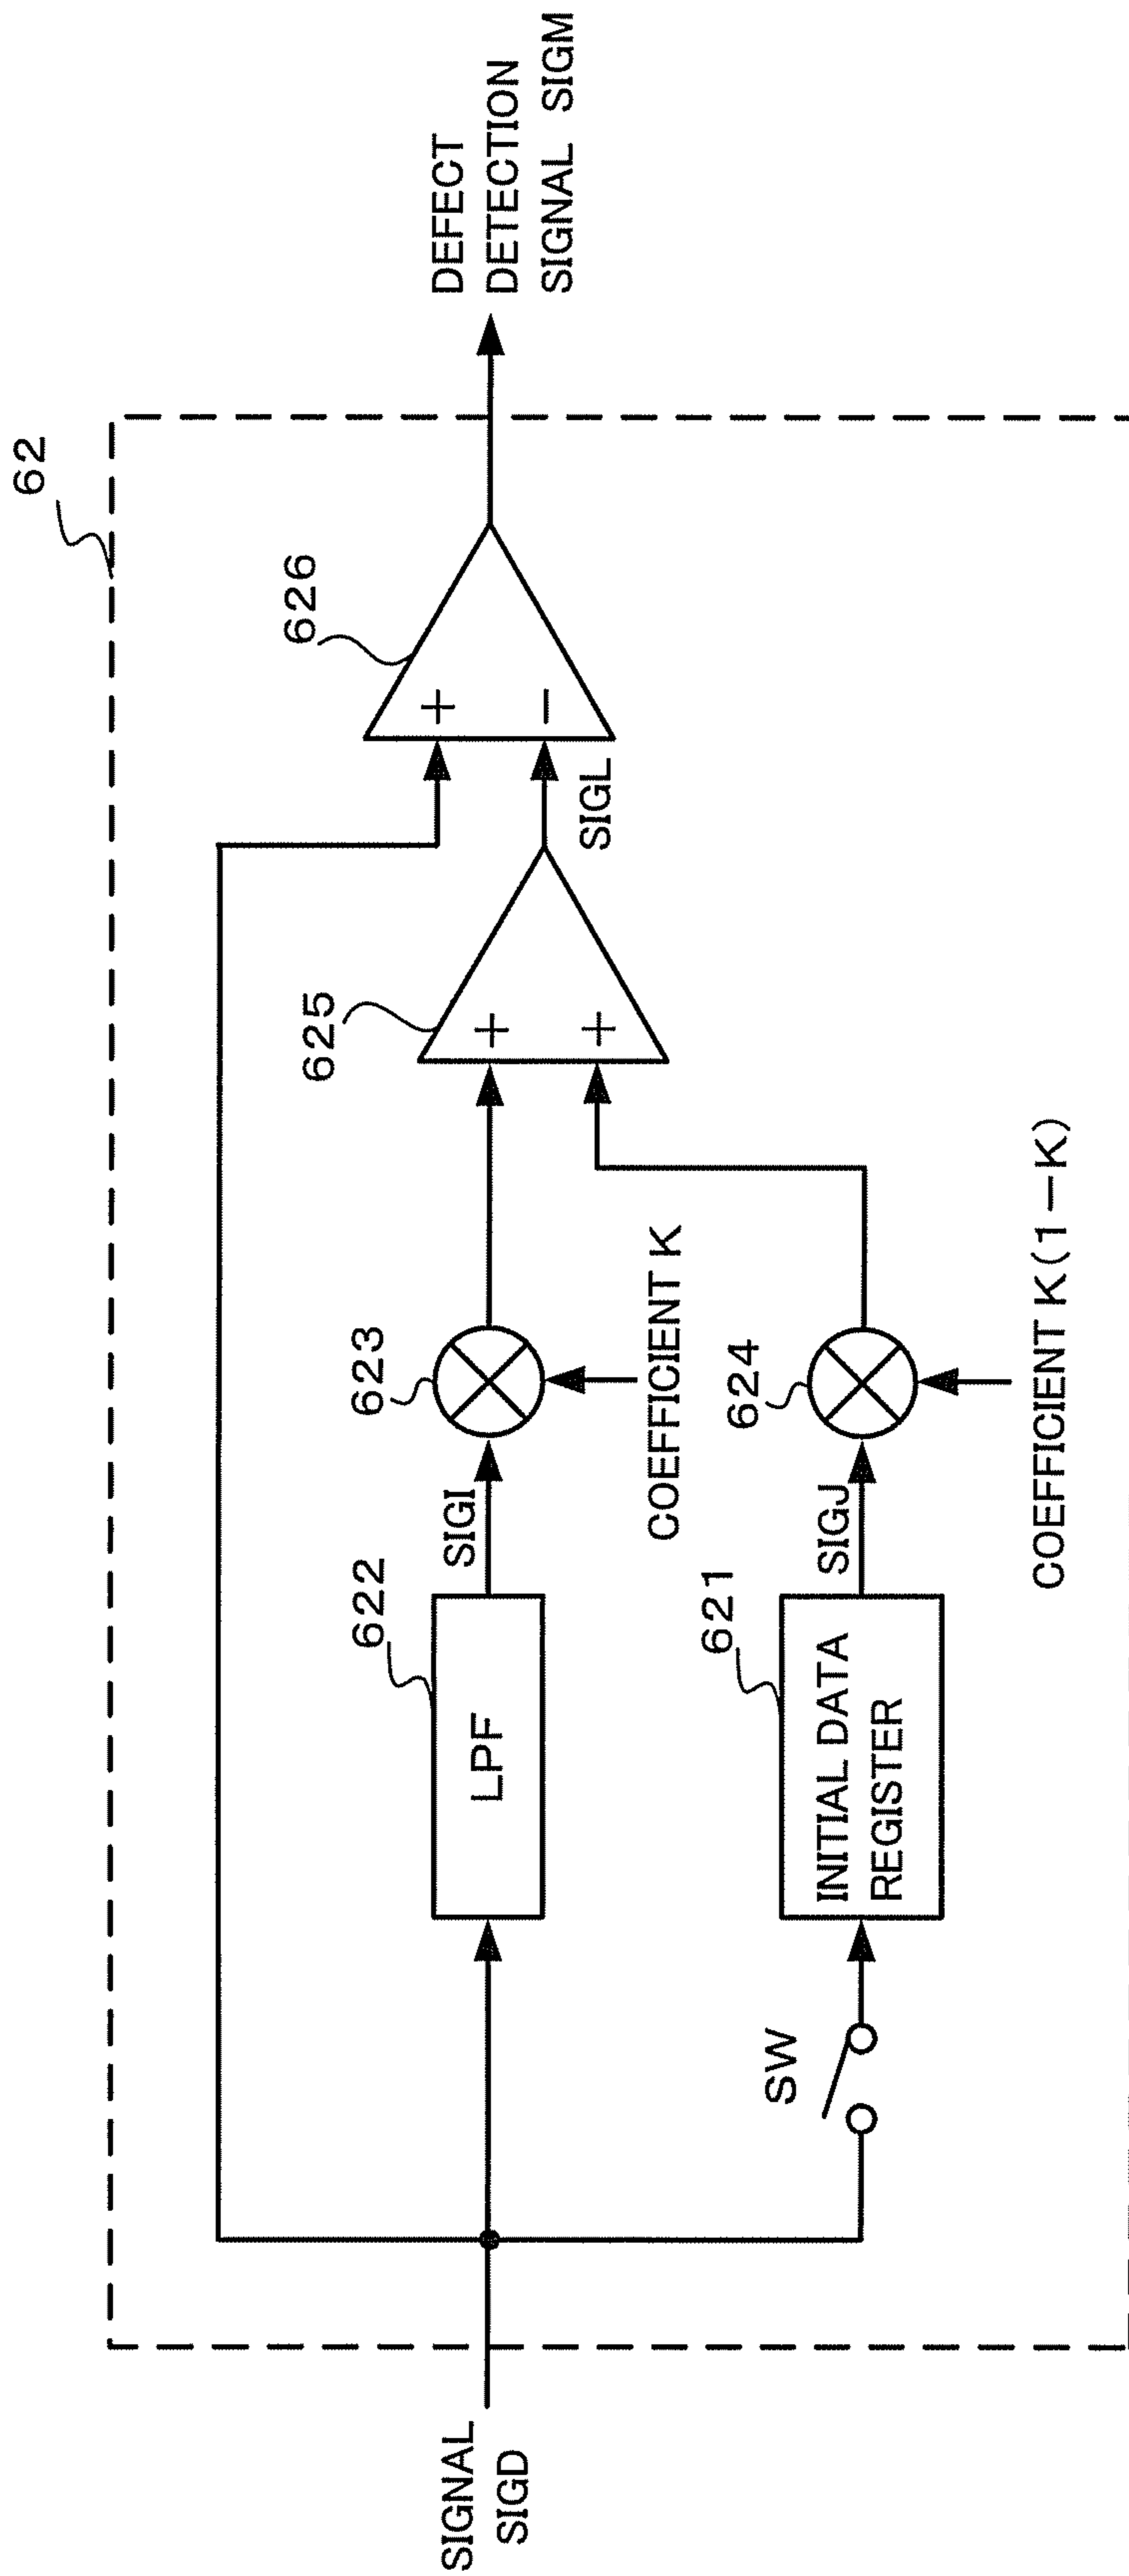 62
626
DEFECT
DETECTION
SIGNAL SIGM
625
SIGL
622
LPF
SIGI
623
COEFFICIENT K
SIGNAL
SIGD
SW
621
INITIAL DATA
REGISTER
SIGJ
624
COEFFICIENT K(1-K)